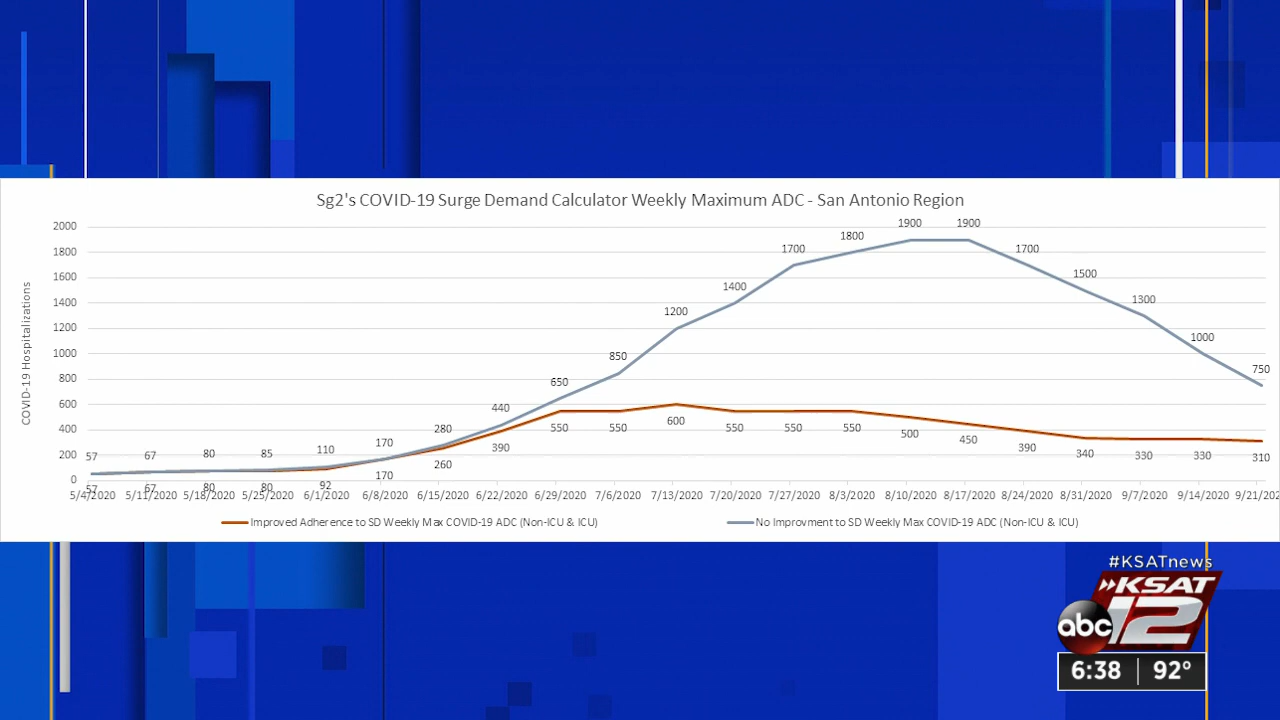 Sg2's COVID-19 Surge Demand Calculator Weekly Maximum ADC - San Antonio Region
COVID-19 Hospitalizations
2000
1800
1600
1400
1200
1000
800
600
400
200
0
57 67 80 85 110 170 280 440 650 850 1200 1400 1700 1800 1900 1900 1700 1500 1300 1000 750
57 67 80 80 92 170 260 390 550 550 600 550 550 550 500 450 390 340 330 330 310
5/4/2020 5/11/2020 5/18/2020 5/25/2020 6/1/2020 6/8/2020 6/15/2020 6/22/2020 6/29/2020 7/6/2020 7/13/2020 7/20/2020 7/27/2020 8/3/2020 8/10/2020 8/17/2020 8/24/2020 8/31/2020 9/7/2020 9/14/2020 9/21/202
Improved Adherence to SD Weekly Max COVID-19 ADC (Non-ICU & ICU) No Improvment to SD Weekly Max COVID-19 ADC (Non-ICU & ICU)
#KSATnews
KSAT
abc 12
6:38 92°